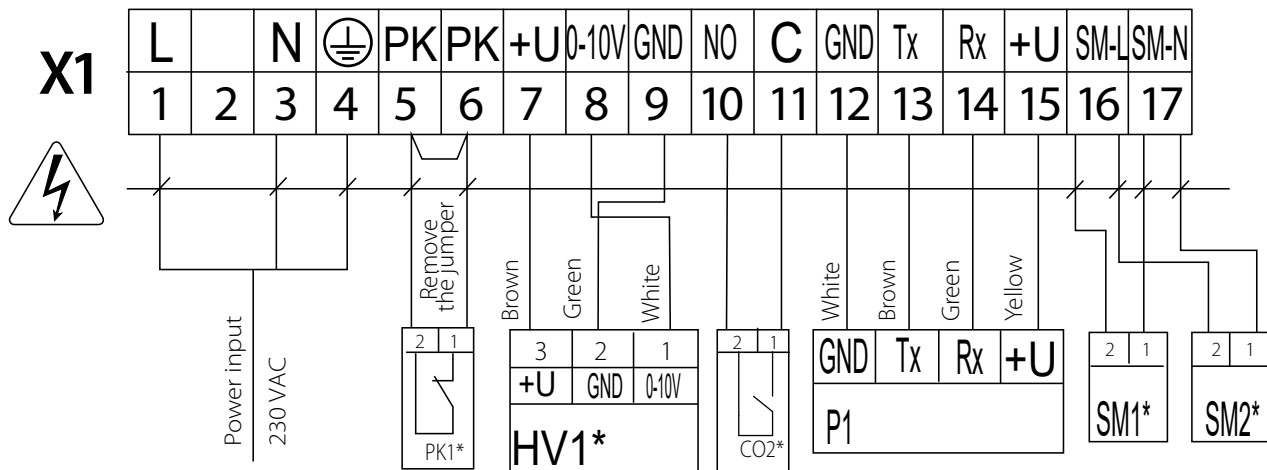 X1
L N PK PK +U 0-10V GND NO C GND Tx Rx +U SM-L SM-N
1 2 3 4 5 6 7 8 9 10 11 12 13 14 15 16 17
Remove
the jumper
Brown
Green
White
White
Brown
Green
Yellow
Power input
230 VAC
2 1
PK1*
3 2 1
+U GND 0-10V
HV1*
2 1
CO2*
GND Tx Rx +U
P1
2 1
SM1*
2 1
SM2*